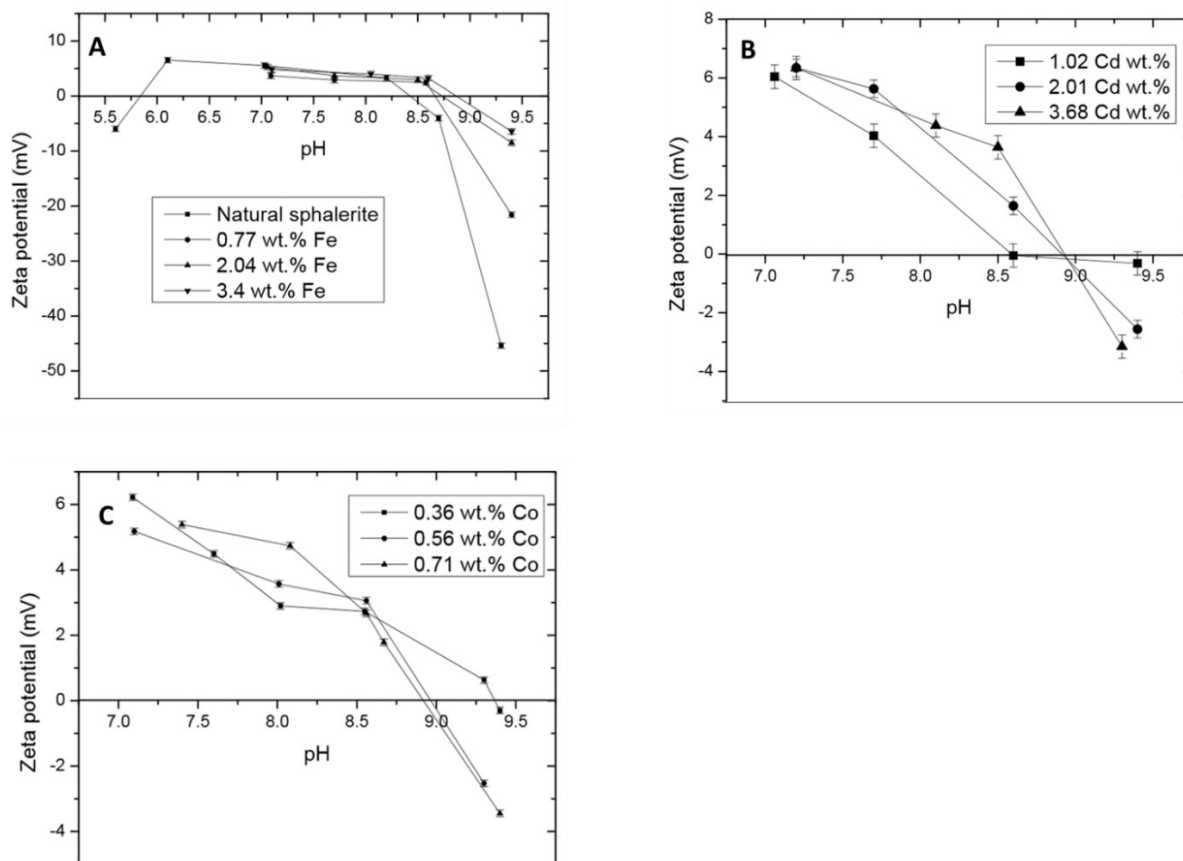 A
10
0
-10
-20
-30
-40
-50
Zeta potential (mV)
5.5 6.0 6.5 7.0 7.5 8.0 8.5 9.0 9.5
pH
Natural sphalerite
0.77 wt.% Fe
2.04 wt.% Fe
3.4 wt.% Fe
B
8
6
4
2
0
-2
-4
Zeta potential (mV)
7.0 7.5 8.0 8.5 9.0 9.5
pH
1.02 Cd wt.%
2.01 Cd wt.%
3.68 Cd wt.%
C
6
4
2
0
-2
-4
Zeta potential (mV)
7.0 7.5 8.0 8.5 9.0 9.5
pH
0.36 wt.% Co
0.56 wt.% Co
0.71 wt.% Co